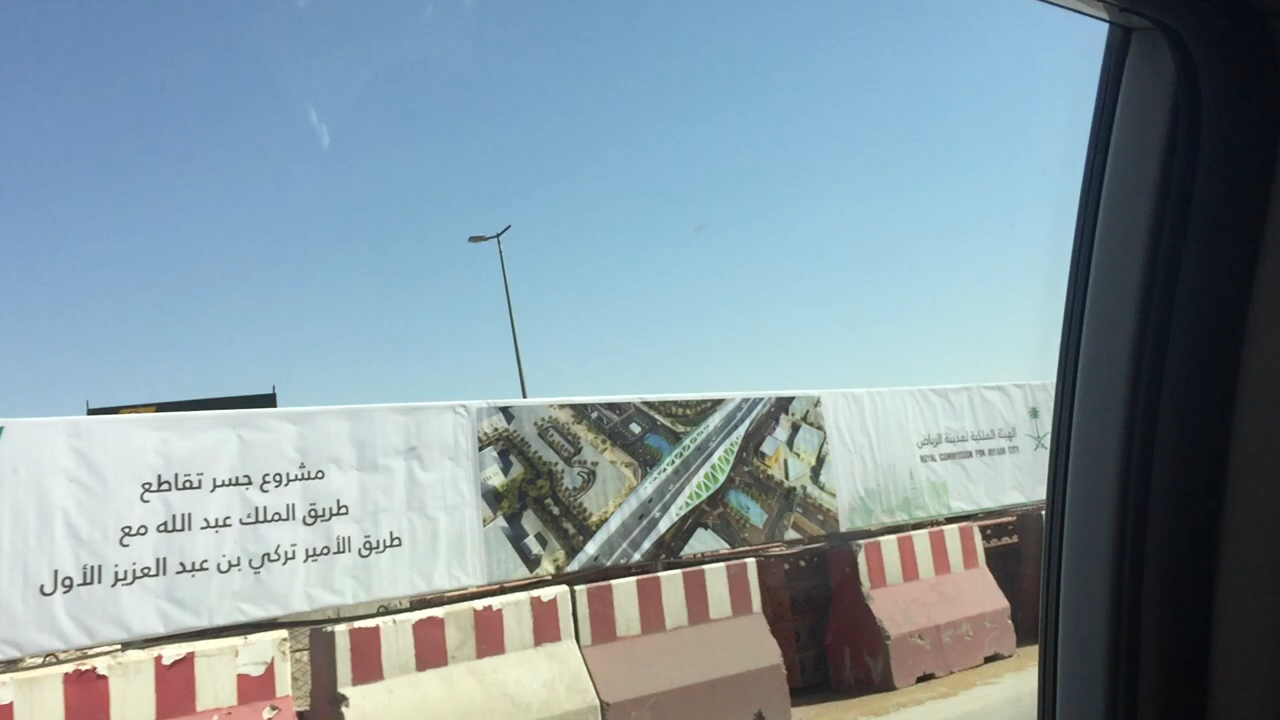 مشروع جسر تقاطع
طريق الملك عبد الله مع
طريق الأمير تركي بن عبد العزيز الأول
الهيئة الملكية لمدينة الرياض
ROYAL COMMISSION FOR RIYADH CITY